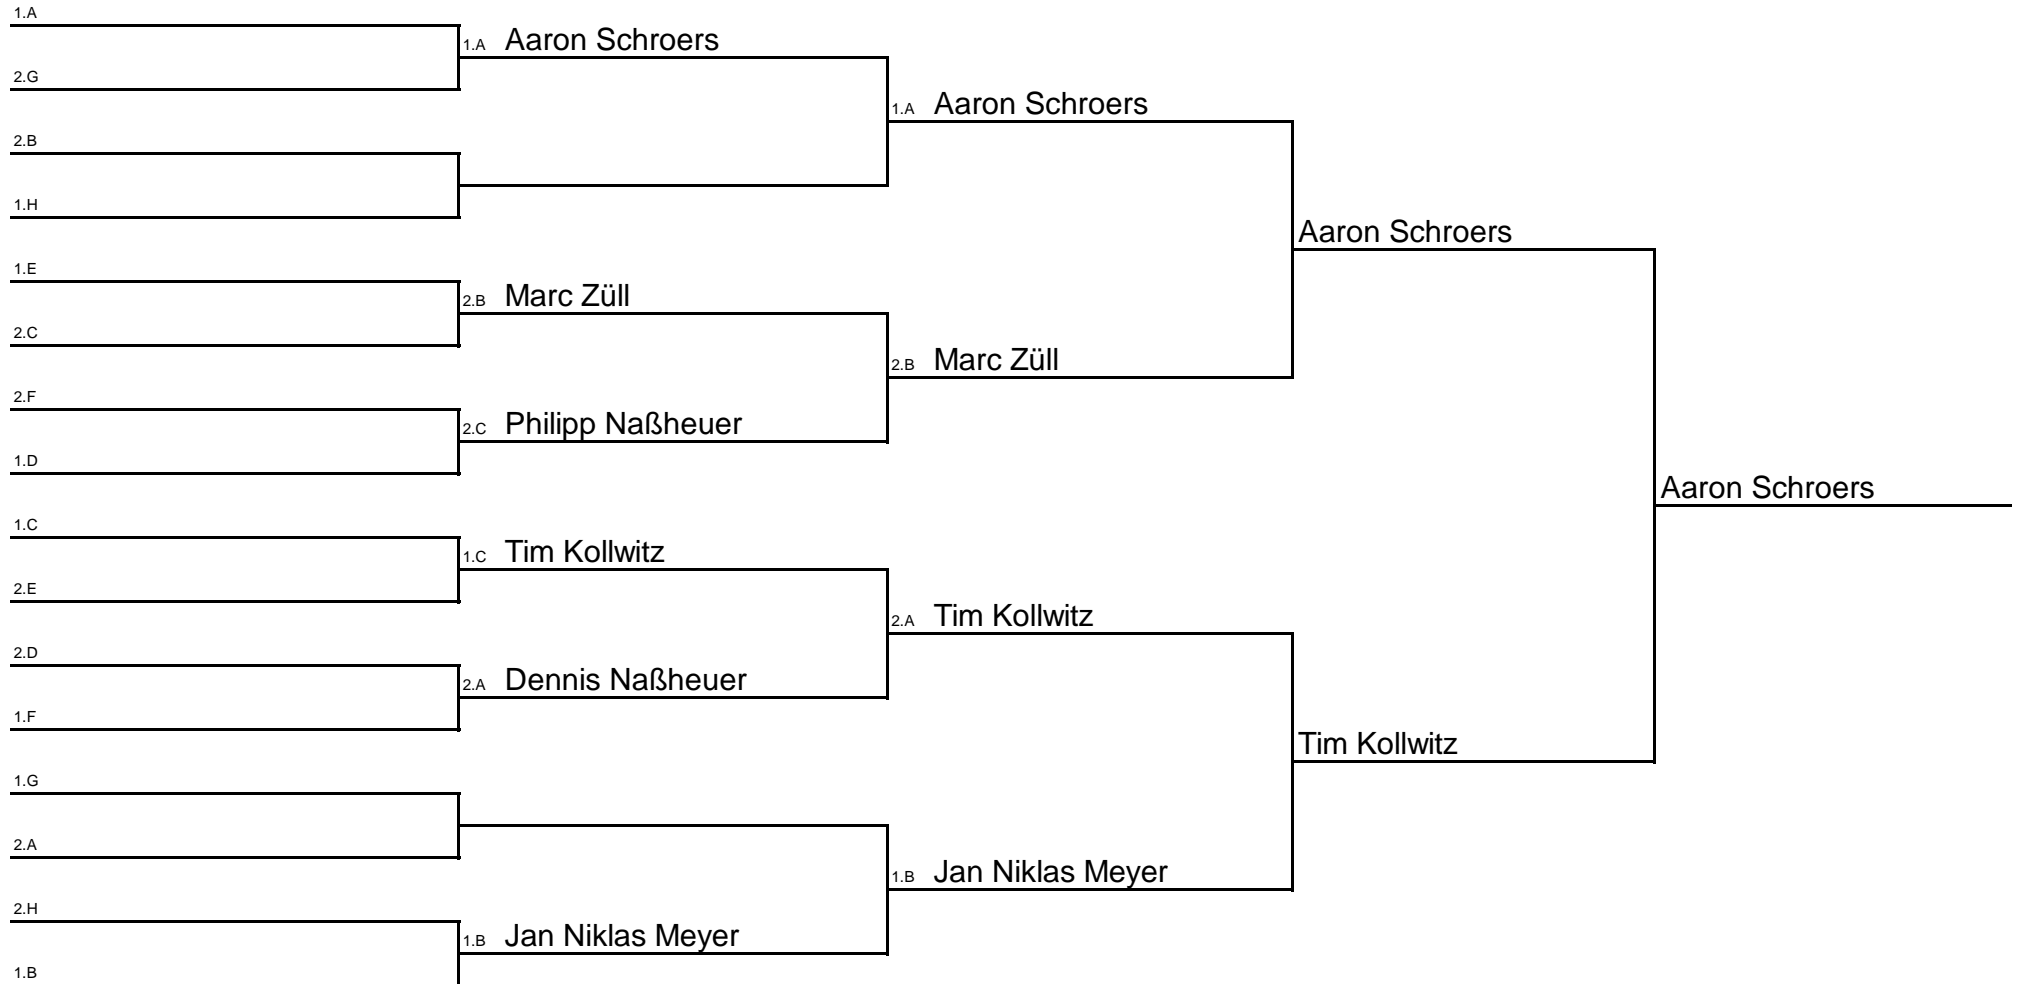 1.A
1.A Aaron Schroers
2.G
1.A Aaron Schroers
2.B
1.H
Aaron Schroers
1.E
2.B Marc Züll
2.C
2.B Marc Züll
2.F
2.C Philipp Naßheuer
1.D
Aaron Schroers
1.C
1.C Tim Kollwitz
2.E
2.A Tim Kollwitz
2.D
2.A Dennis Naßheuer
1.F
Tim Kollwitz
1.G
2.A
1.B Jan Niklas Meyer
2.H
1.B Jan Niklas Meyer
1.B